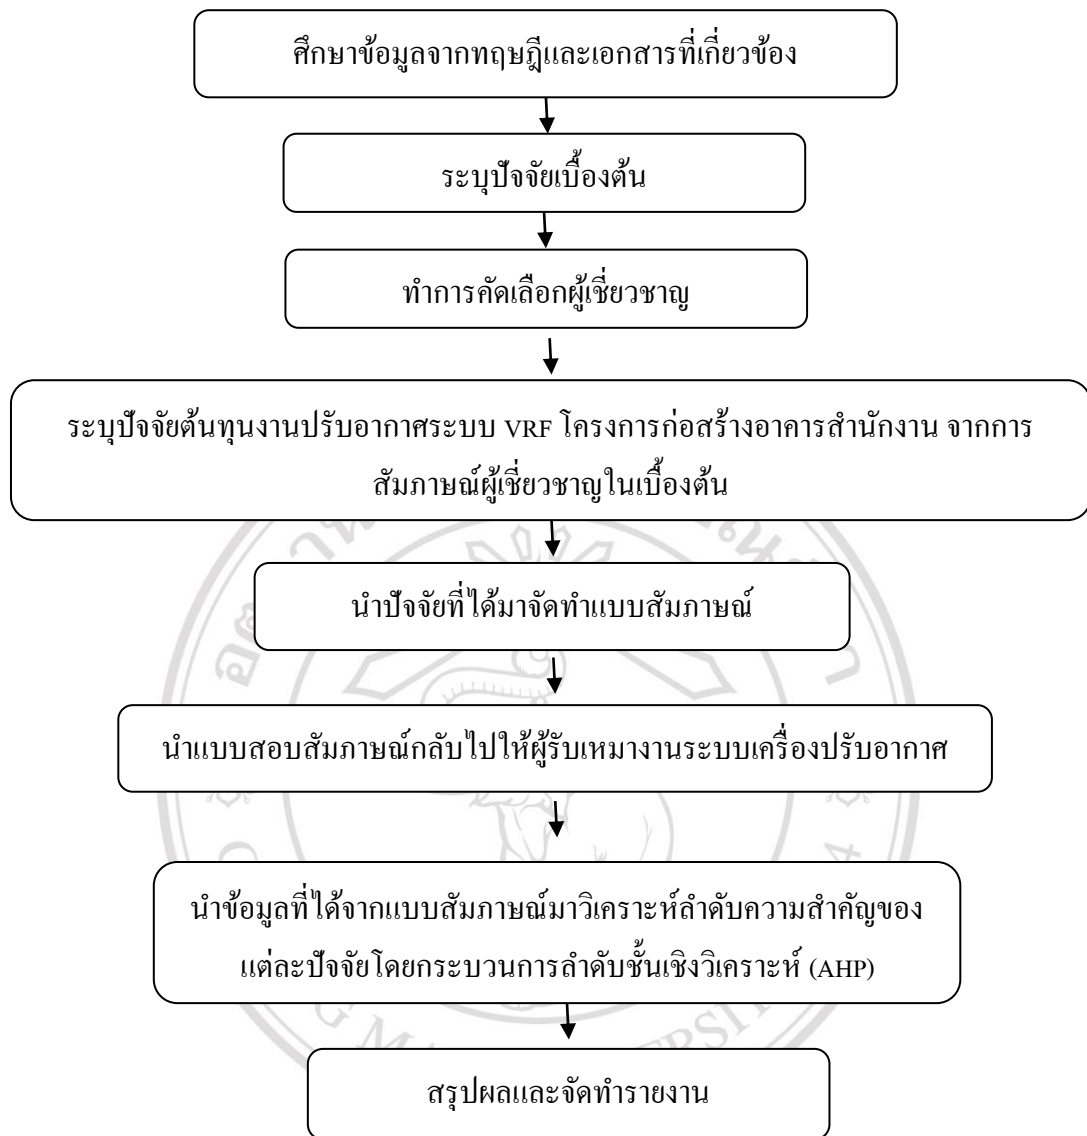 ศึกษาข้อมูลจากทฤษฎีและเอกสารที่เกี่ยวข้อง
ระบุปัจจัยเบื้องต้น
ทำการคัดเลือกผู้เชี่ยวชาญ
ระบุปัจจัยต้นทุนงานปรับอากาศระบบ VRF โครงการก่อสร้างอาคารสำนักงาน จากการ
สัมภาษณ์ผู้เชี่ยวชาญในเบื้องต้น
นำปัจจัยที่ได้มาจัดทำแบบสัมภาษณ์
นำแบบสอบสัมภาษณ์กลับไปให้ผู้รับเหมางานระบบเครื่องปรับอากาศ
นำข้อมูลที่ได้จากแบบสัมภาษณ์มาวิเคราะห์ลำดับความสำคัญของ
แต่ละปัจจัยโดยกระบวนการลำดับชั้นเชิงวิเคราะห์ (AHP)
สรุปผลและจัดทำรายงาน